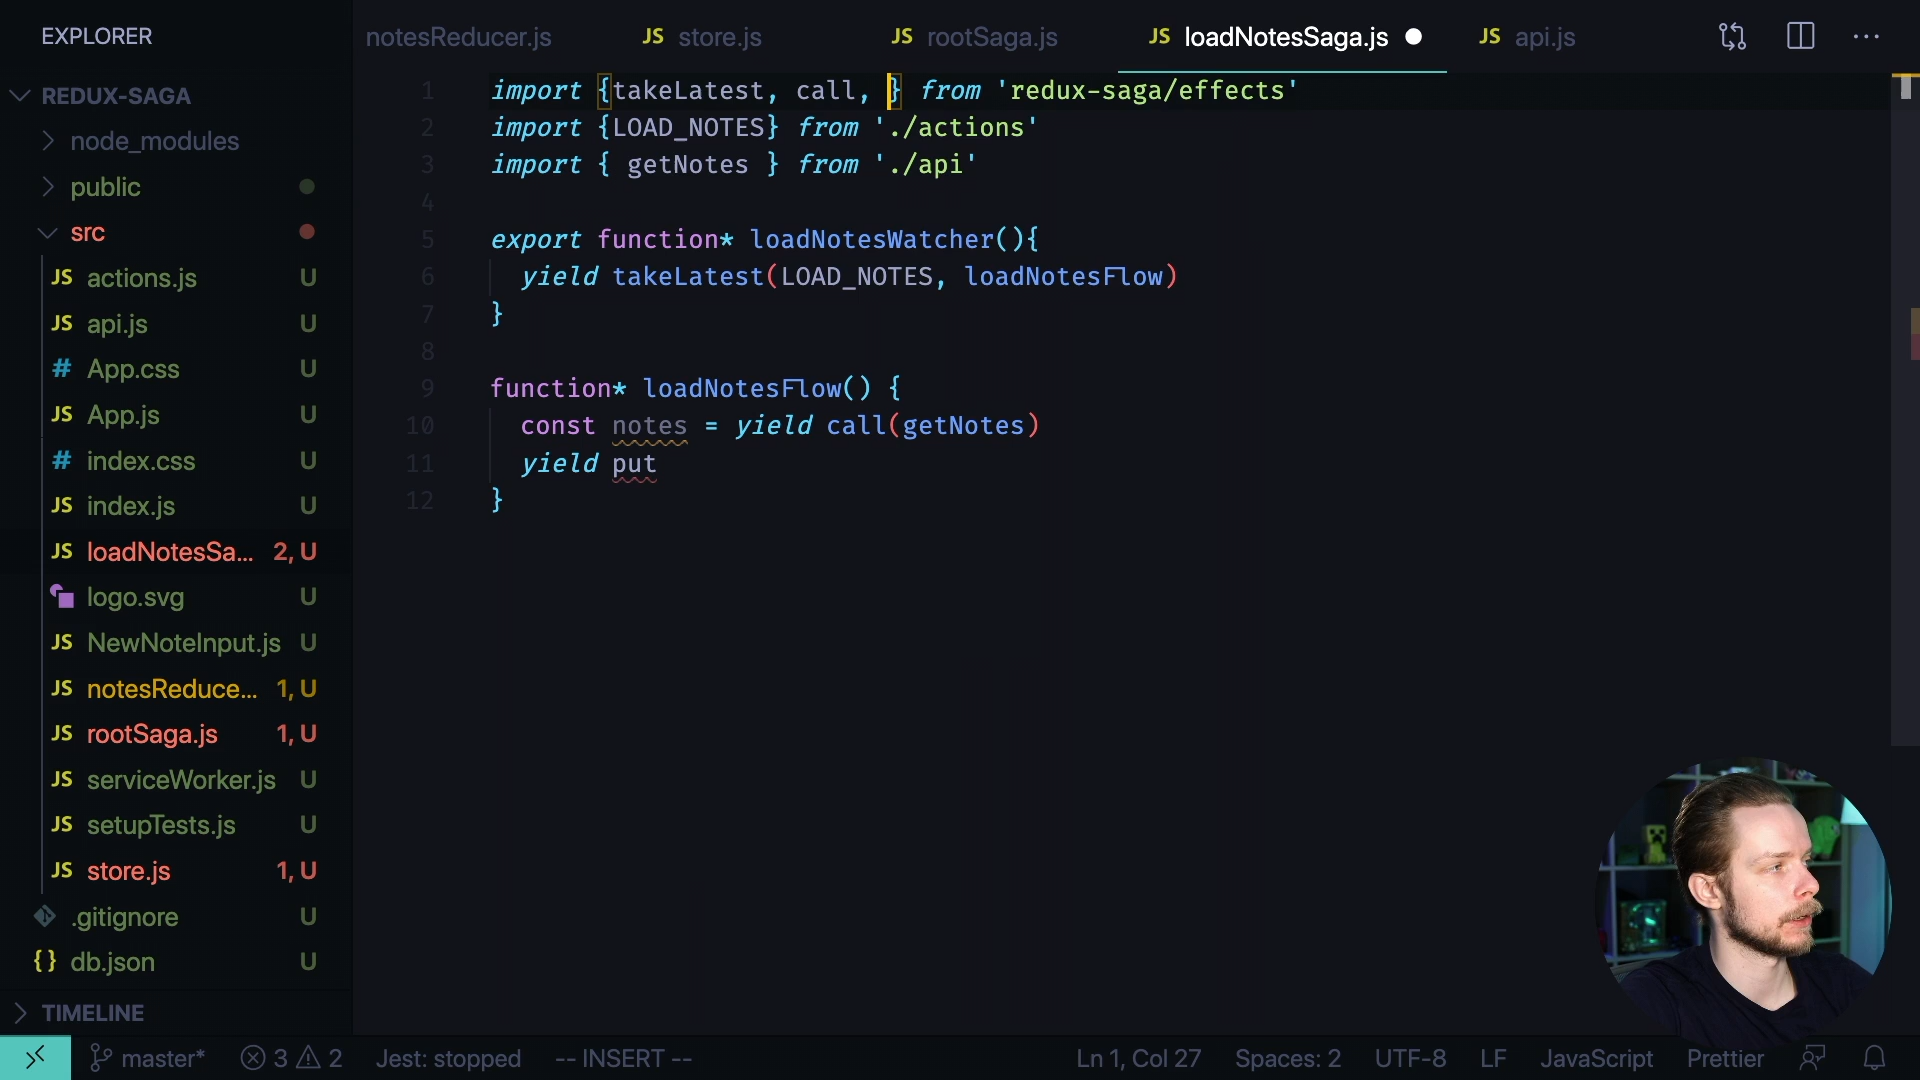 EXPLORER
notesReducer.js
JS store.js
JS rootSaga.js
JS loadNotesSaga.js
JS api.js
REDUX-SAGA
node_modules
public
src
JS actions.js U
JS api.js U
# App.css U
JS App.js U
# index.css U
JS index.js U
JS loadNotesSa... 2, U
logo.svg U
JS NewNoteInput.js U
JS notesReduce... 1, U
JS rootSaga.js 1, U
JS serviceWorker.js U
JS setupTests.js U
JS store.js 1, U
.gitignore U
{} db.json U
TIMELINE
1 import {takeLatest, call, } from 'redux-saga/effects'
2 import {LOAD_NOTES} from './actions'
3 import { getNotes } from './api'
4
5 export function* loadNotesWatcher(){
6 yield takeLatest(LOAD_NOTES, loadNotesFlow)
7 }
8
9 function* loadNotesFlow() {
10 const notes = yield call(getNotes)
11 yield put
12 }
master* 3 2 Jest: stopped -- INSERT -- Ln 1, Col 27 Spaces: 2 UTF-8 LF JavaScript Prettier